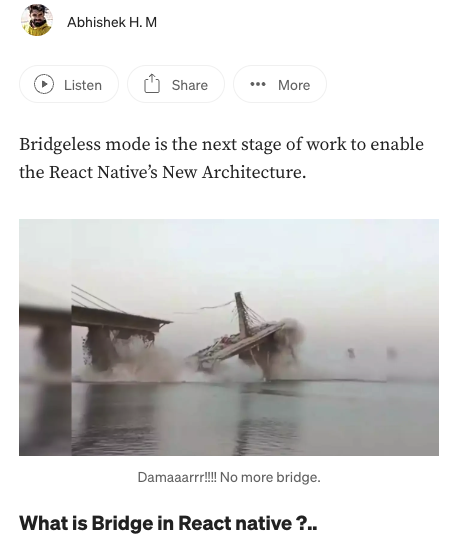 Abhishek H. M
Listen
Share
More
Bridgeless mode is the next stage of work to enable
the React Native’s New Architecture.
Damaaarrr!!!! No more bridge.
What is Bridge in React native ?..